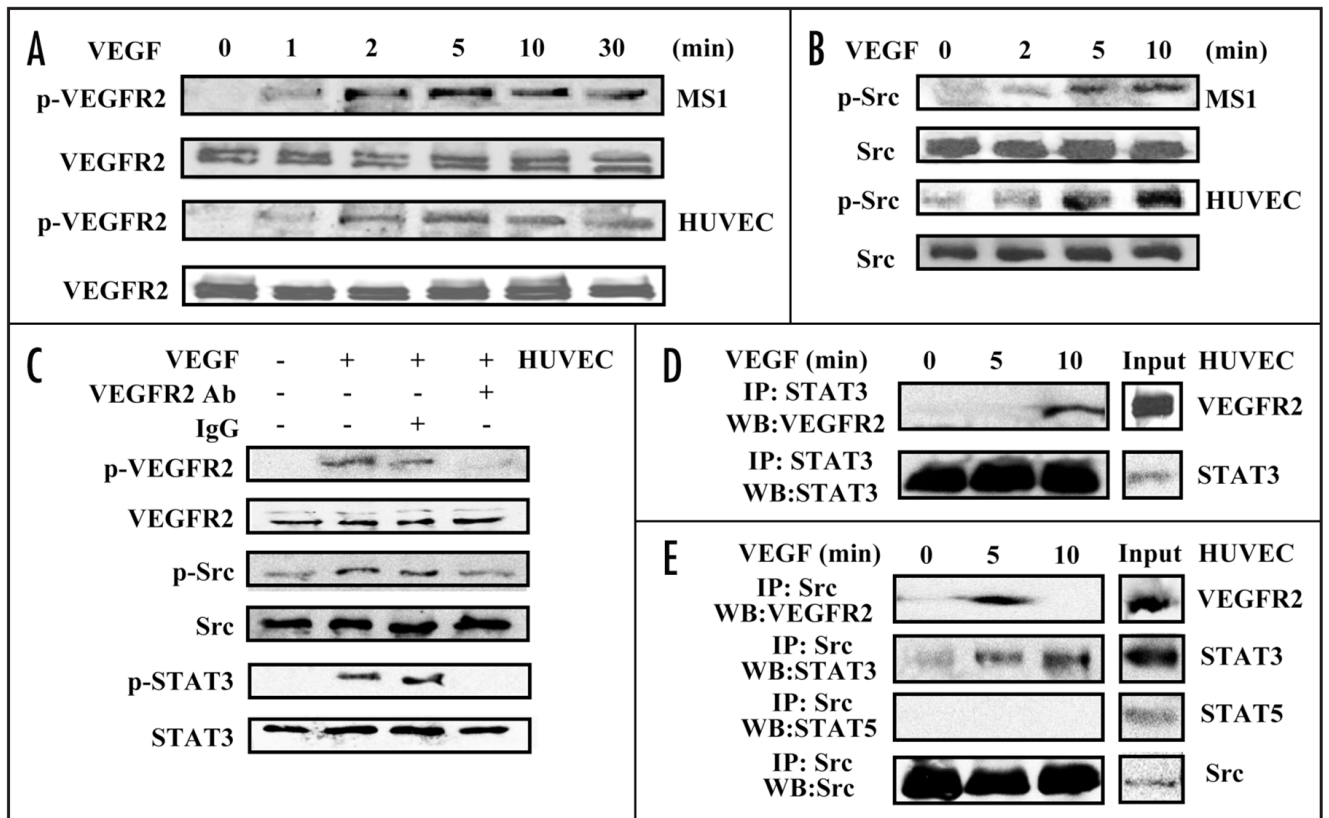 A
VEGF 0 1 2 5 10 30 (min)
p-VEGFR2 MS1
VEGFR2
p-VEGFR2 HUVEC
VEGFR2
B
VEGF 0 2 5 10 (min)
p-Src MS1
Src
p-Src HUVEC
Src
C
VEGF - + + + HUVEC
VEGFR2 Ab - - - +
IgG - - + -
p-VEGFR2
VEGFR2
p-Src
Src
p-STAT3
STAT3
D
VEGF (min) 0 5 10 Input HUVEC
IP: STAT3
WB:VEGFR2 VEGFR2
IP: STAT3
WB:STAT3 STAT3
E
VEGF (min) 0 5 10 Input HUVEC
IP: Src
WB:VEGFR2 VEGFR2
IP: Src
WB:STAT3 STAT3
IP: Src
WB:STAT5 STAT5
IP: Src
WB:Src Src